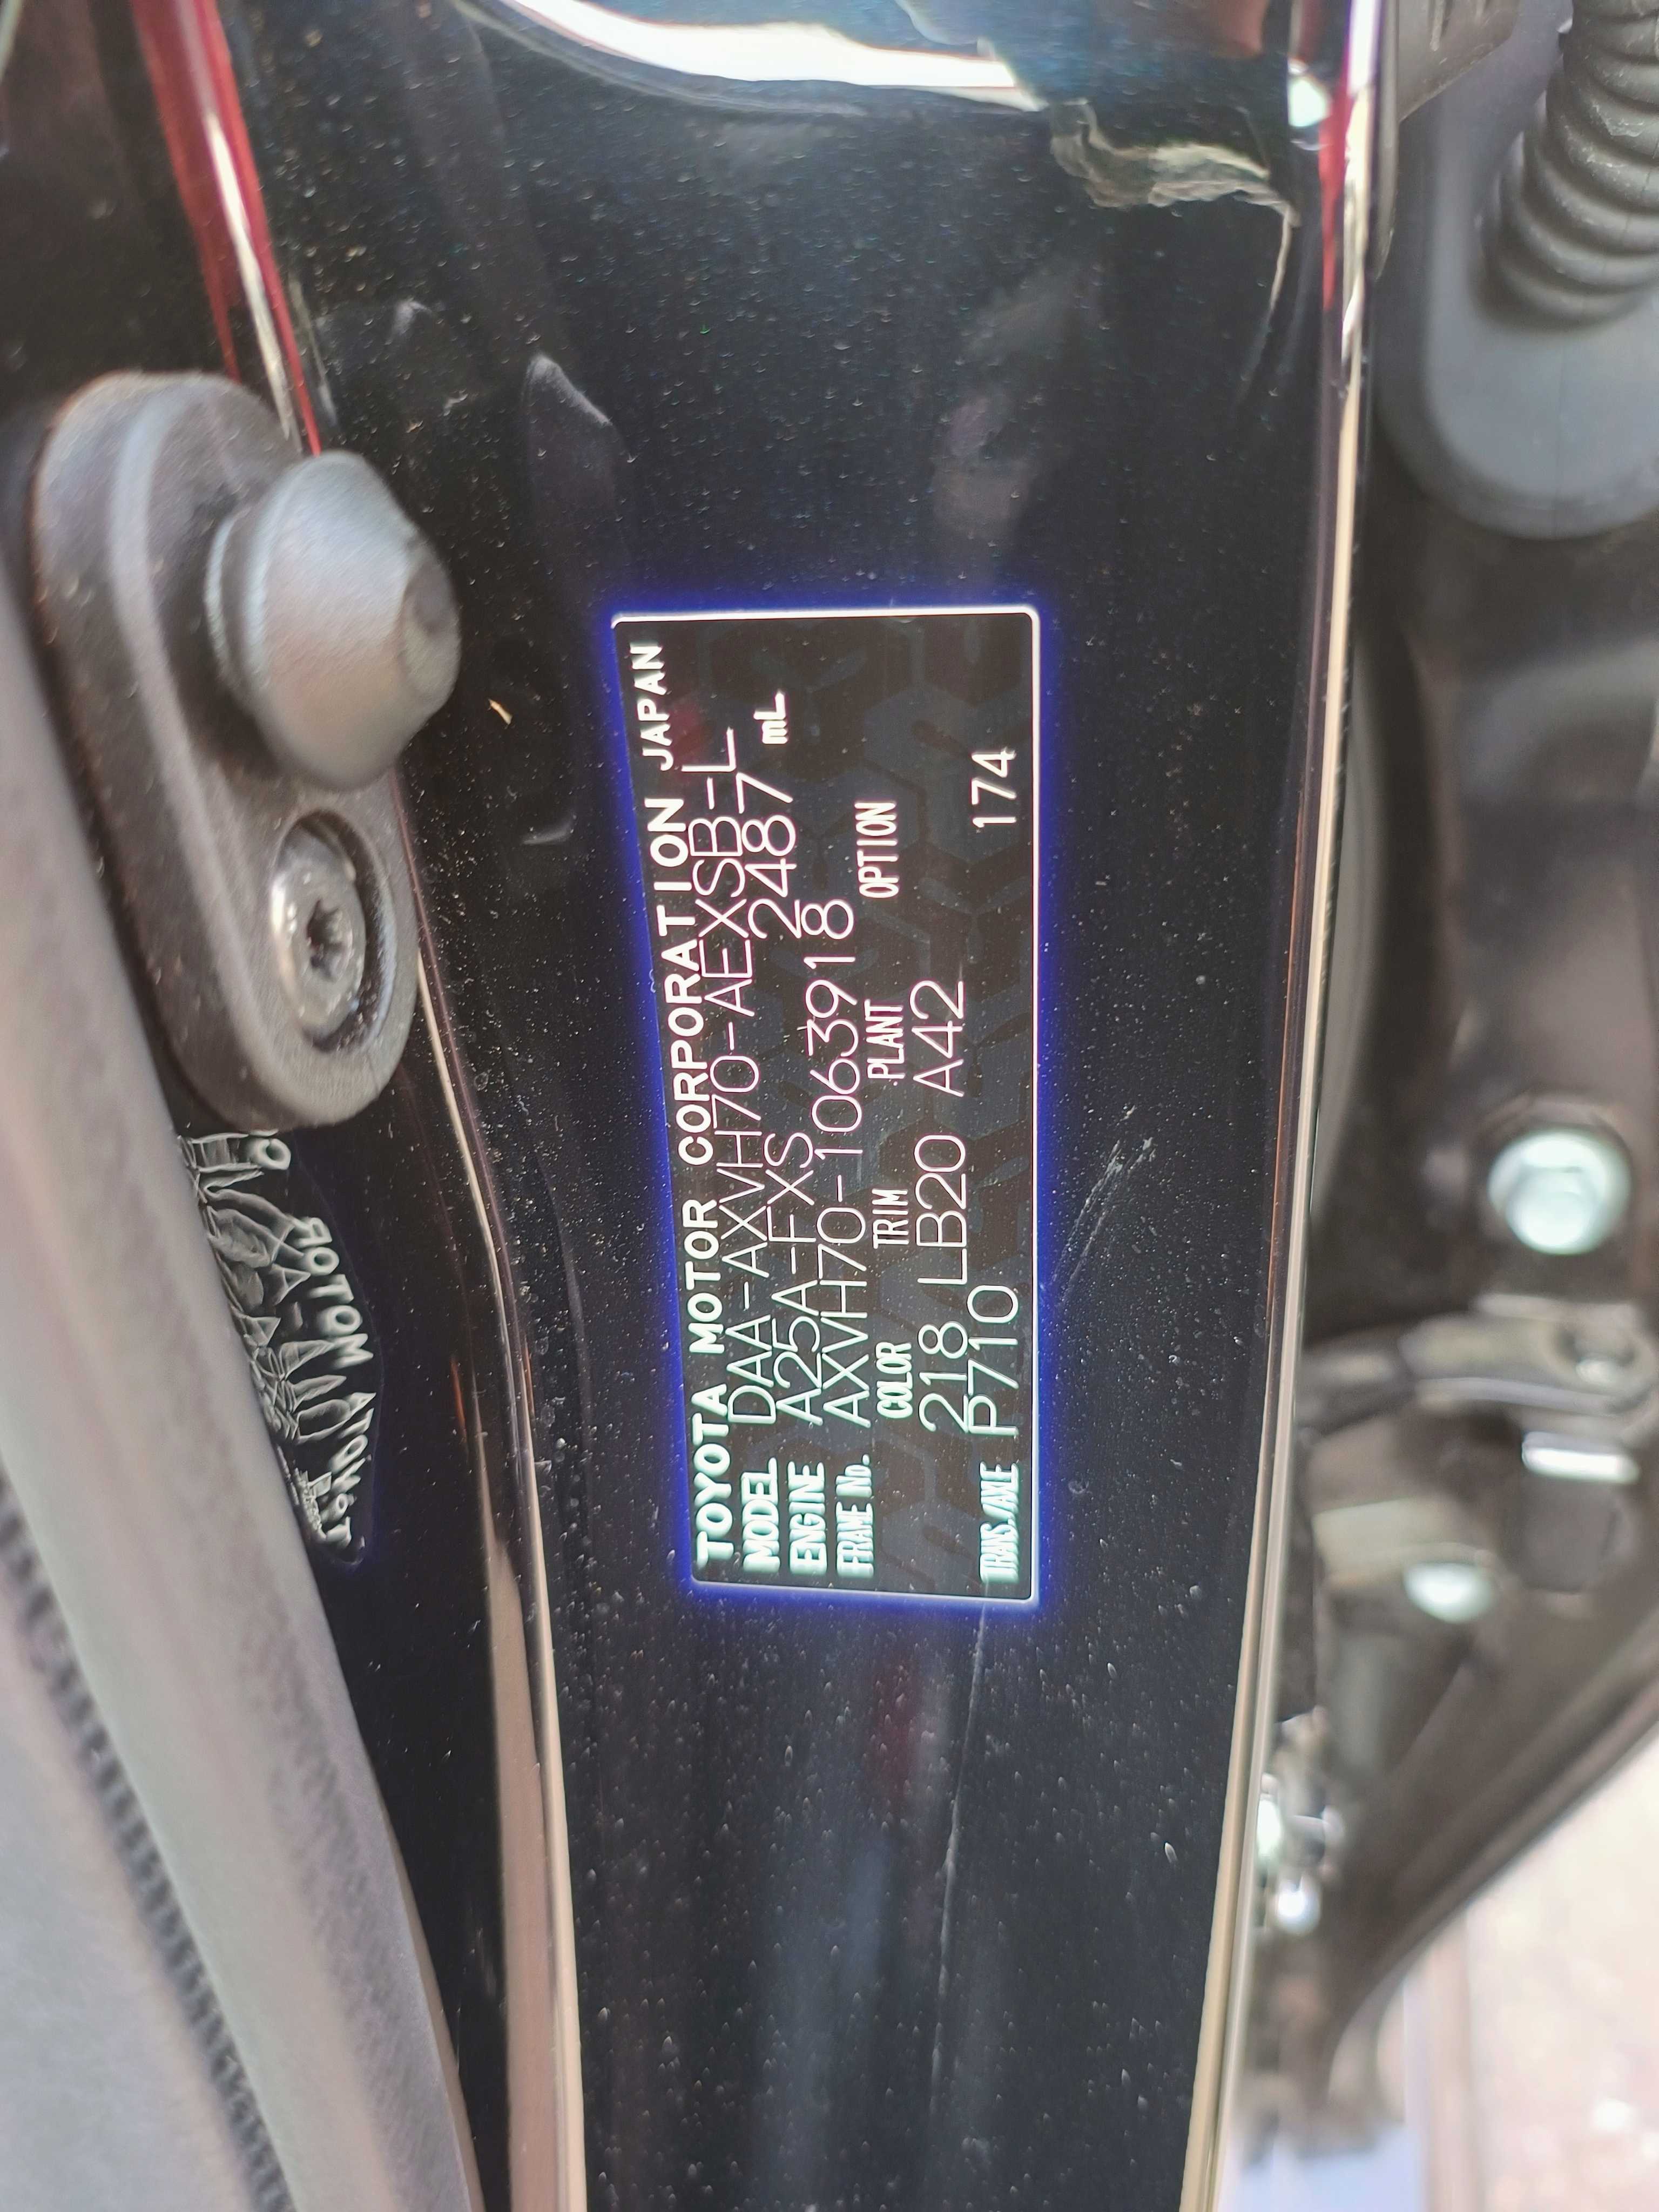 TOYOTA MOTOR CORPORATION JAPAN
MODEL DAA-AXVH70-AEXSB-L
ENGINE A25A-FXS 2487 mL
FRAME No. AXVH70-1063918
COLOR TRIM PLANT OPTION
218 LB20 A42
TRANS/AXLE P710 174